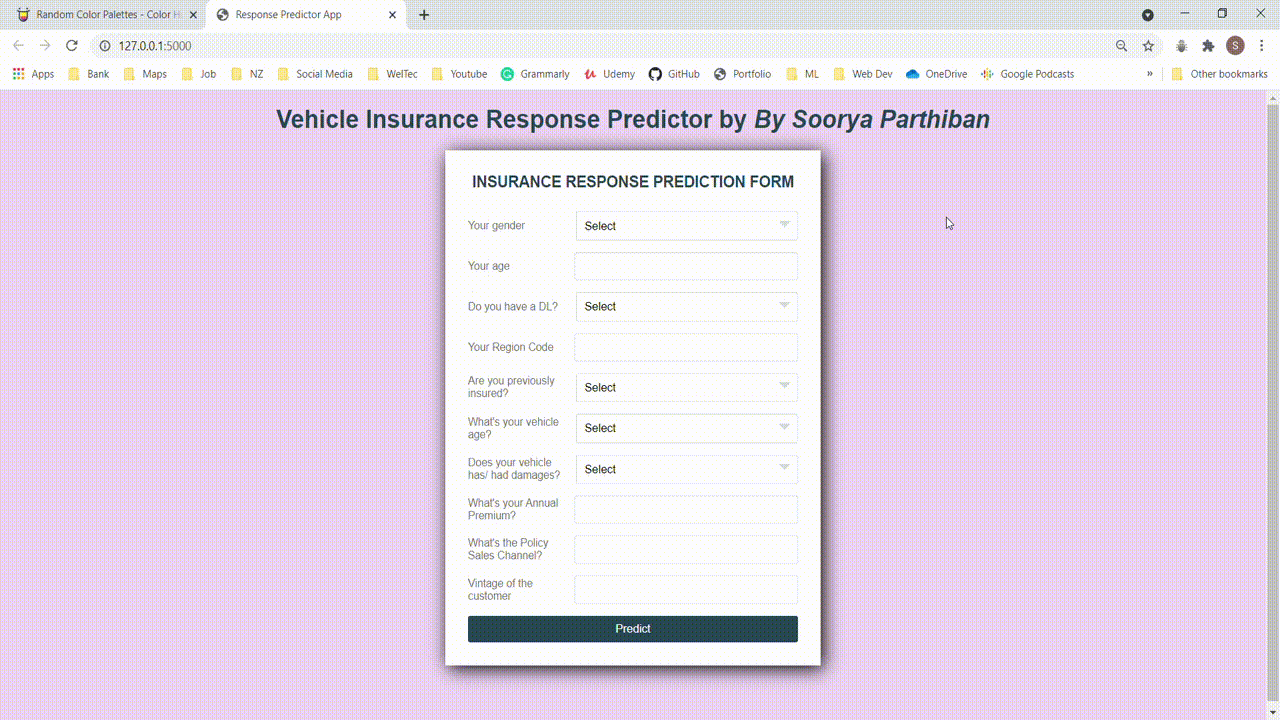 Random Color Palettes - Color H
Response Predictor App
127.0.0.1:5000
S
Apps
Bank
Maps
Job
NZ
Social Media
WelTec
Youtube
Grammarly
Udemy
GitHub
Portfolio
ML
Web Dev
OneDrive
Google Podcasts
»
Other bookmarks
Vehicle Insurance Response Predictor by By Soorya Parthiban
INSURANCE RESPONSE PREDICTION FORM
Your gender
Select
Your age
Do you have a DL?
Select
Your Region Code
Are you previously
insured?
Select
What's your vehicle
age?
Select
Does your vehicle
has/ had damages?
Select
What's your Annual
Premium?
What's the Policy
Sales Channel?
Vintage of the
customer
Predict